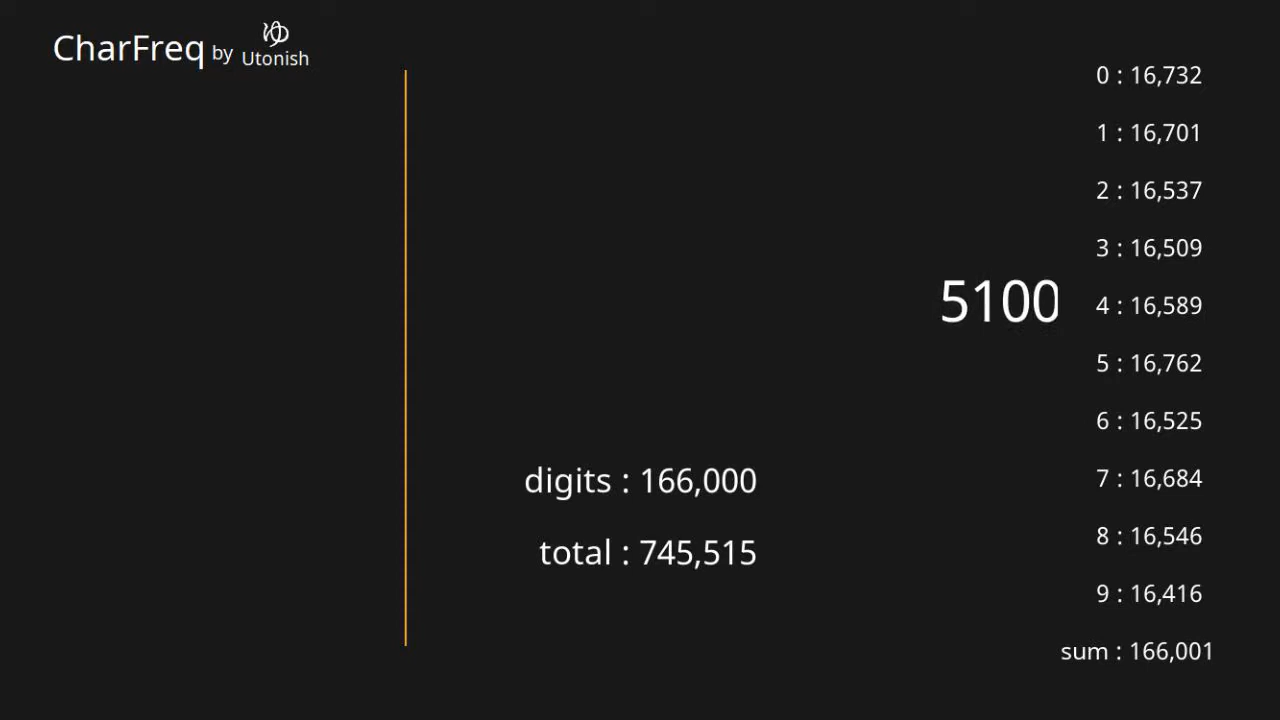 CharFreq by Utonish
0 : 16,732
1 : 16,701
2 : 16,537
3 : 16,509
5100
4 : 16,589
5 : 16,762
6 : 16,525
digits : 166,000
7 : 16,684
total : 745,515
8 : 16,546
9 : 16,416
sum : 166,001